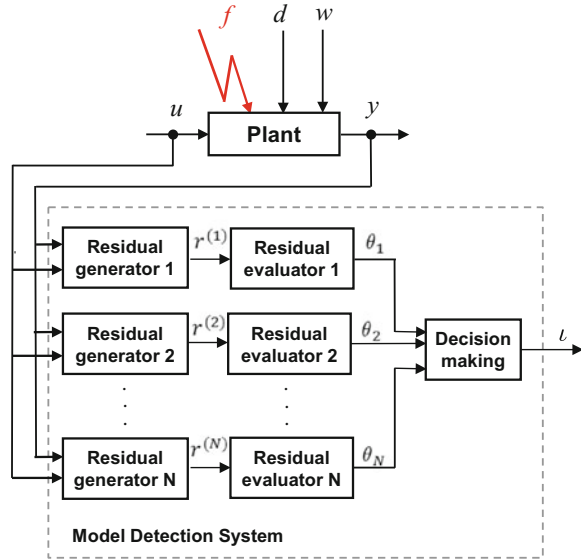 f d w
u Plant y
Residual generator 1 r^{(1)} Residual evaluator 1 θ_1
Residual generator 2 r^{(2)} Residual evaluator 2 θ_2
Decision making ι
Residual generator N r^{(N)} Residual evaluator N θ_N
Model Detection System